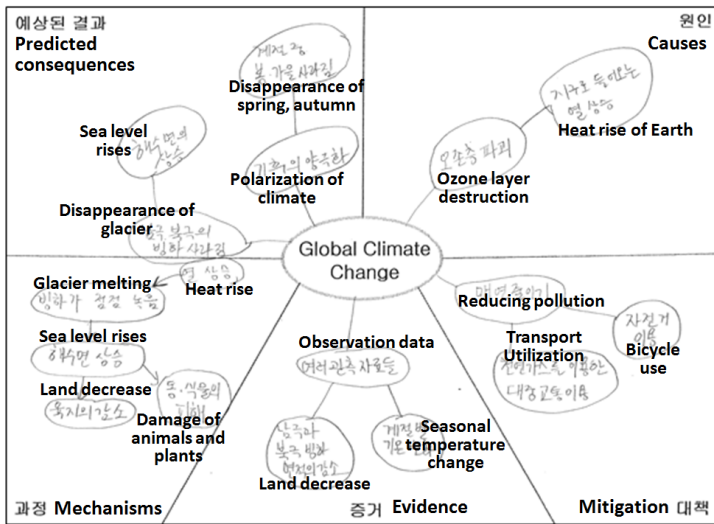 예상된 결과
Predicted
consequences
원인
Causes
계절 중
봄·가을 사라짐
Disappearance of
spring, autumn
지구로 들어오는
열 상승
Heat rise of Earth
Sea level
rises
해수면의
상승
오존층 파괴
Ozone layer
destruction
기후의 양극화
Polarization of
climate
Disappearance of
glacier
남극 북극의
빙하 사라짐
Global Climate
Change
Glacier melting
열 상승
Heat rise
빙하가 점점 녹음
Sea level rises
해수면 상승
Land decrease
육지의 감소
동·식물의
피해
Damage of
animals and
plants
Observation data
여러 관측 자료들
남극과
북극 빙하
면적의 감소
Land decrease
계절별
기온
Seasonal
temperature
change
매연 줄이기
Reducing pollution
자전거
이용
Bicycle
use
Transport
Utilization
천연가스를 이용한
대중교통 이용
과정 Mechanisms
증거 Evidence
Mitigation 대책